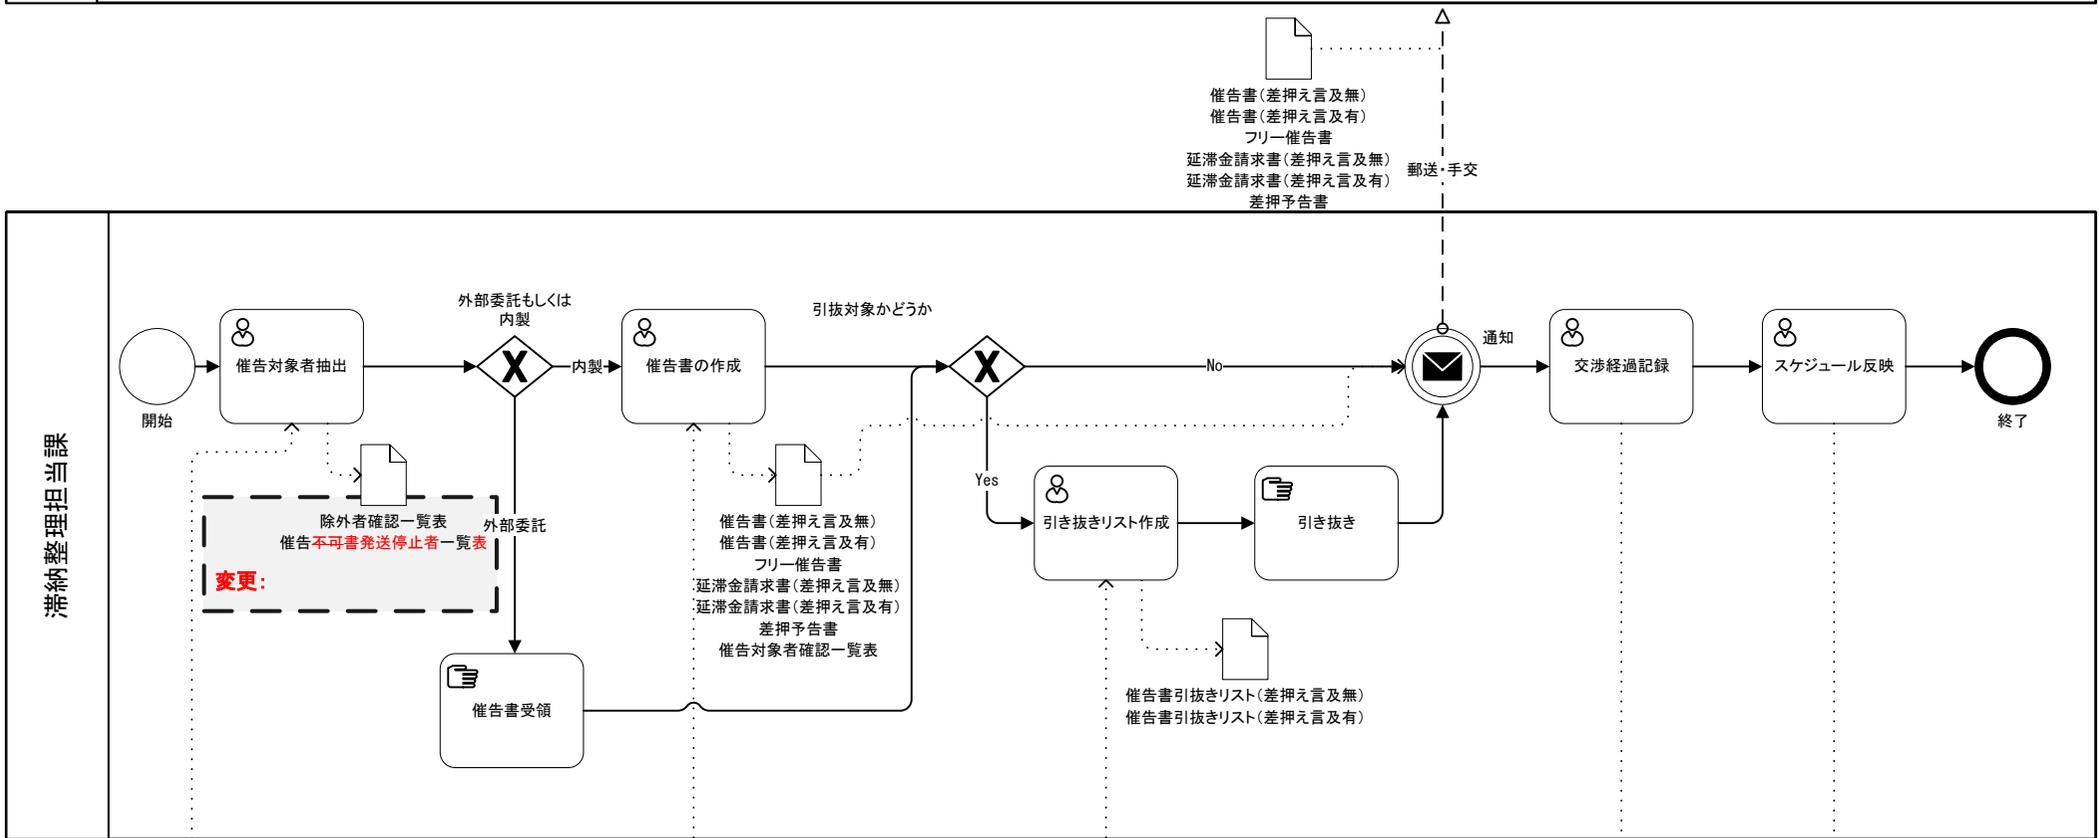 催告書（差押え言及無）
催告書（差押え言及有）
フリー催告書
延滞金請求書（差押え言及無）
延滞金請求書（差押え言及有）
差押予告書
郵送・手交
滞納整理担当課
開始
催告対象者抽出
外部委託もしくは
内製
内製
催告書の作成
引抜対象かどうか
No
通知
交渉経過記録
スケジュール反映
終了
除外者確認一覧表
催告不可書発送停止者一覧表
変更：
外部委託
催告書（差押え言及無）
催告書（差押え言及有）
フリー催告書
延滞金請求書（差押え言及無）
延滞金請求書（差押え言及有）
差押予告書
催告対象者確認一覧表
Yes
引き抜きリスト作成
引き抜き
催告書受領
催告書引抜きリスト（差押え言及無）
催告書引抜きリスト（差押え言及有）